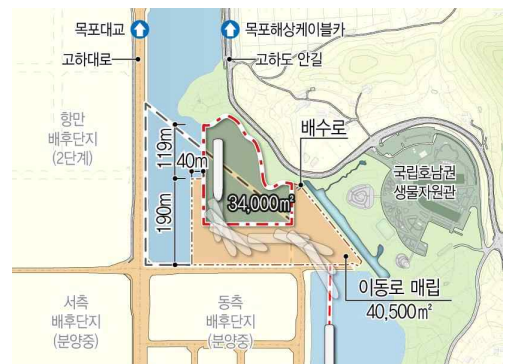 목포대교
목포해상케이블카
고하대로
고하도 안길
항만
배후단지
(2단계)
119m
40m
190m
배수로
34,000㎡
국립호남권
생물자원관
이동로 매립
40,500㎡
서측
배후단지
(분양중)
동측
배후단지
(분양중)